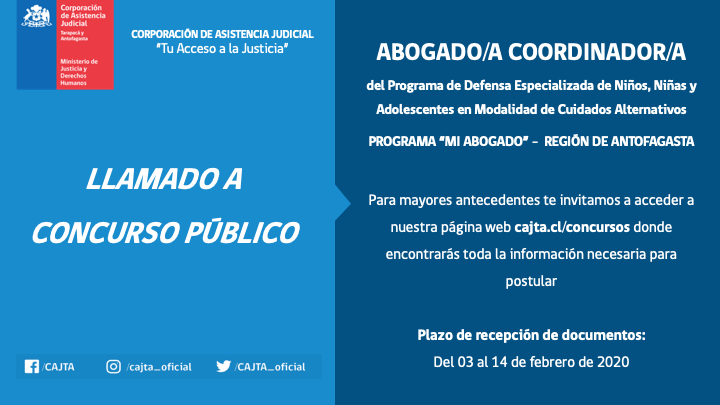 Corporación
de Asistencia
Judicial
Tarapacá y
Antofagasta
Ministerio de
Justicia y
Derechos
Humanos
CORPORACIÓN DE ASISTENCIA JUDICIAL
"Tu Acceso a la Justicia"
LLAMADO A
CONCURSO PÚBLICO
/CAJTA
/cajta_oficial
/CAJTA_oficial
ABOGADO/A COORDINADOR/A
del Programa de Defensa Especializada de Niños, Niñas y
Adolescentes en Modalidad de Cuidados Alternativos
PROGRAMA "MI ABOGADO" - REGIÓN DE ANTOFAGASTA
Para mayores antecedentes te invitamos a acceder a
nuestra página web cajta.cl/concursos donde
encontrarás toda la información necesaria para
postular
Plazo de recepción de documentos:
Del 03 al 14 de febrero de 2020